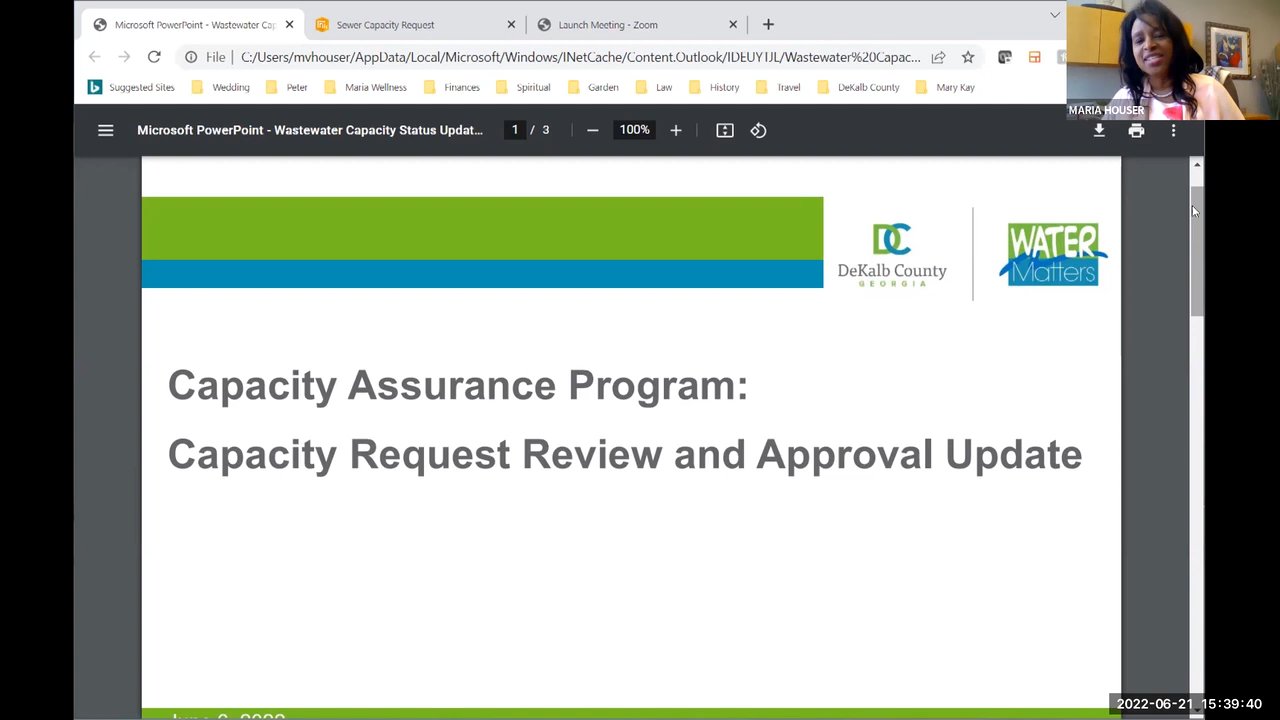 Microsoft PowerPoint - Wastewater Cap
Sewer Capacity Request
Launch Meeting - Zoom
File
C:/Users/mvhouser/AppData/Local/Microsoft/Windows/INetCache/Content.Outlook/IDEUYTJL/Wastewater%20Capac...
Suggested Sites
Wedding
Peter
Maria Wellness
Finances
Spiritual
Garden
Law
History
Travel
DeKalb County
Mary Kay
MARIA HOUSER
Microsoft PowerPoint - Wastewater Capacity Status Updat...
1 / 3
100%
DC
DeKalb County
GEORGIA
WATER
Matters
Capacity Assurance Program:
Capacity Request Review and Approval Update
2022-06-21 15:39:40